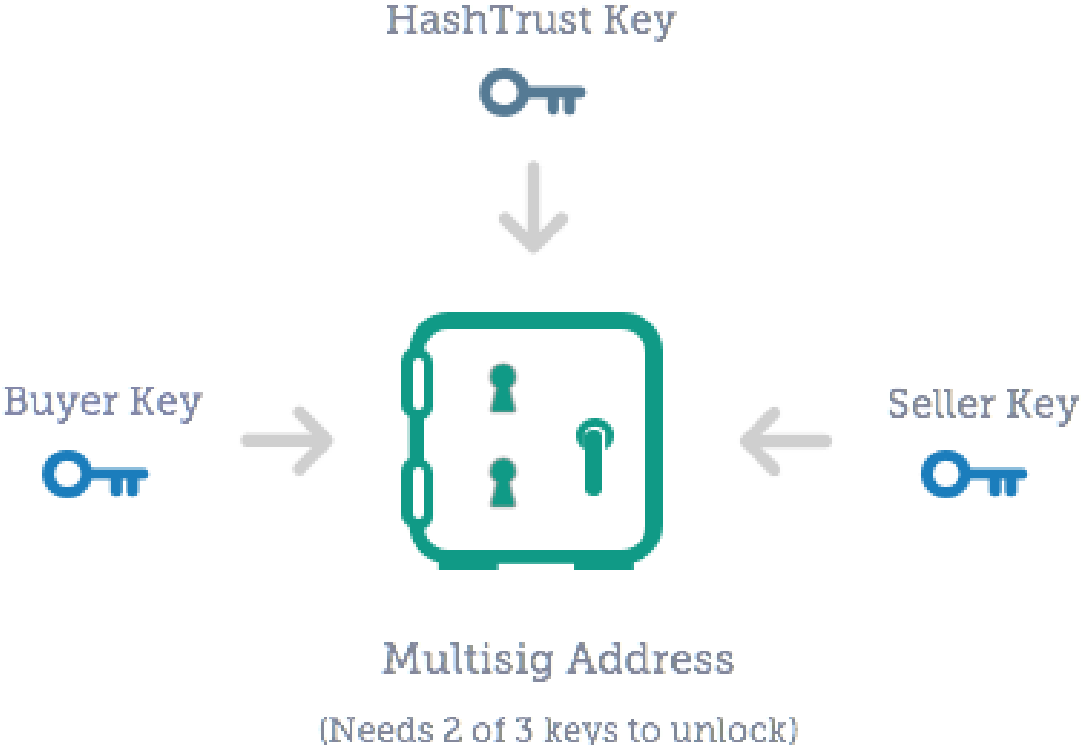 HashTrust Key
Buyer Key
Seller Key
Multisig Address
(Needs 2 of 3 keys to unlock)